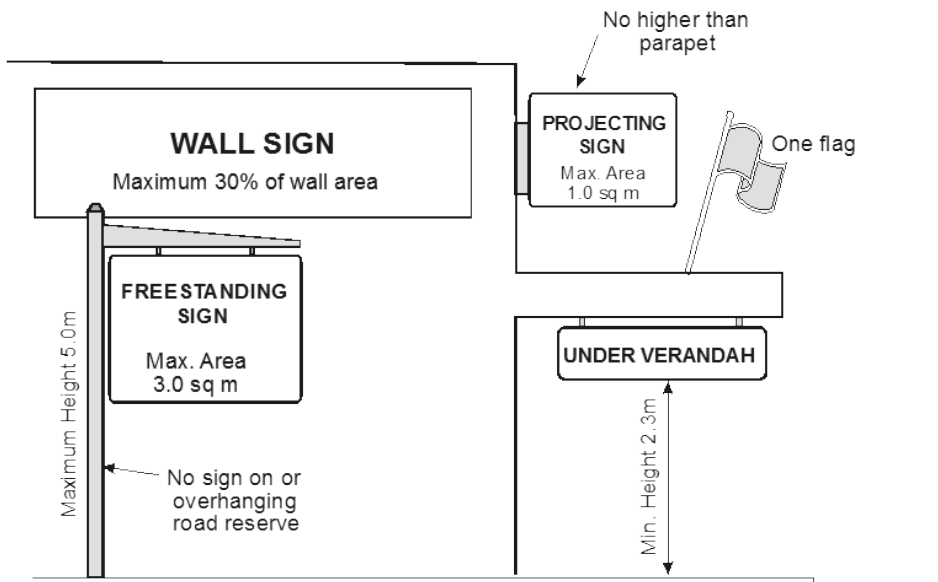 No higher than
parapet
WALL SIGN
Maximum 30% of wall area
PROJECTING
SIGN
Max. Area
1.0 sq m
One flag
FREESTANDING
SIGN
Max. Area
3.0 sq m
UNDER VERANDAH
Maximum Height 5.0m
Min. Height 2.3m
No sign on or
overhanging
road reserve